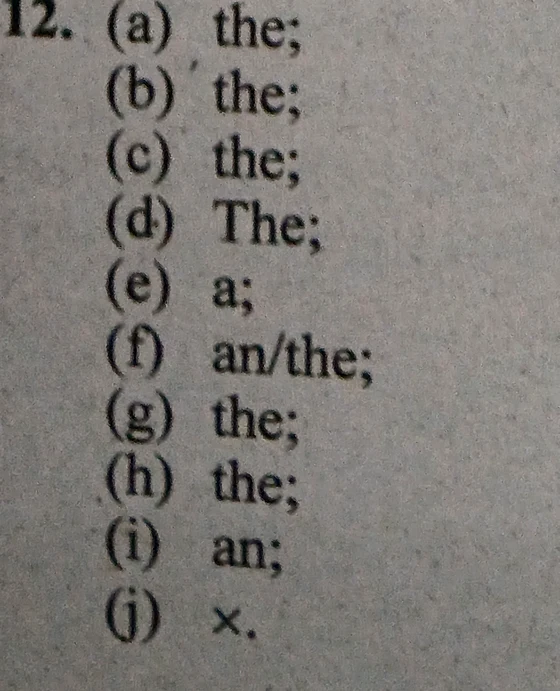 12. (a) the;
(b) the;
(c) the;
(d) The;
(e) a;
(f) an/the;
(g) the;
(h) the;
(i) an;
(j) ×.